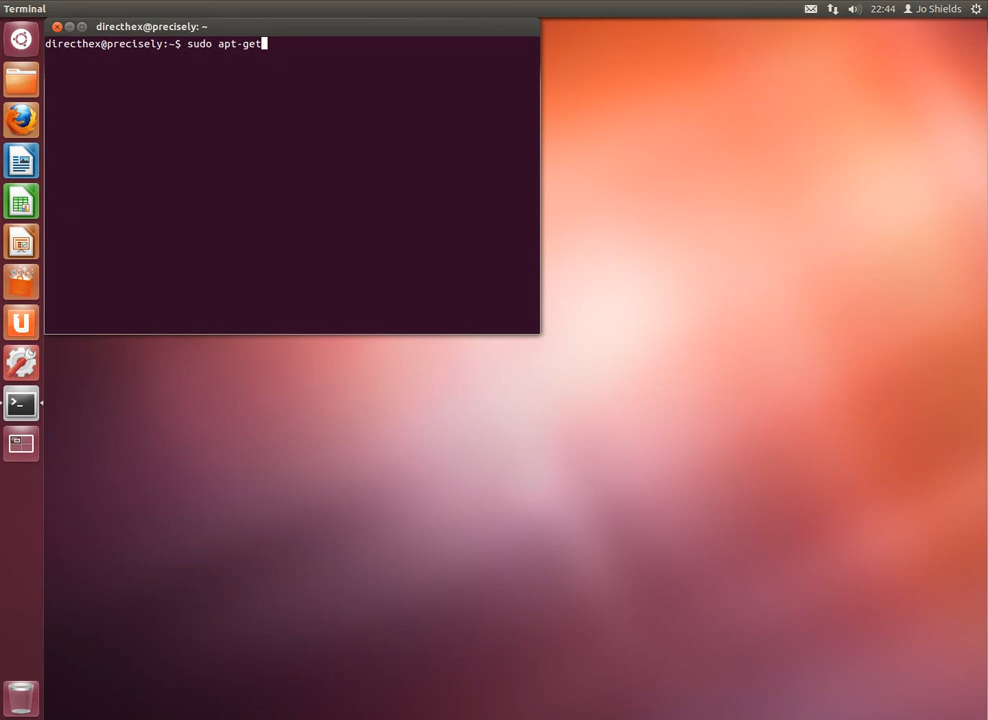 Terminal
22:44 Jo Shields
directhex@precisely: ~
directhex@precisely:~$ sudo apt-get